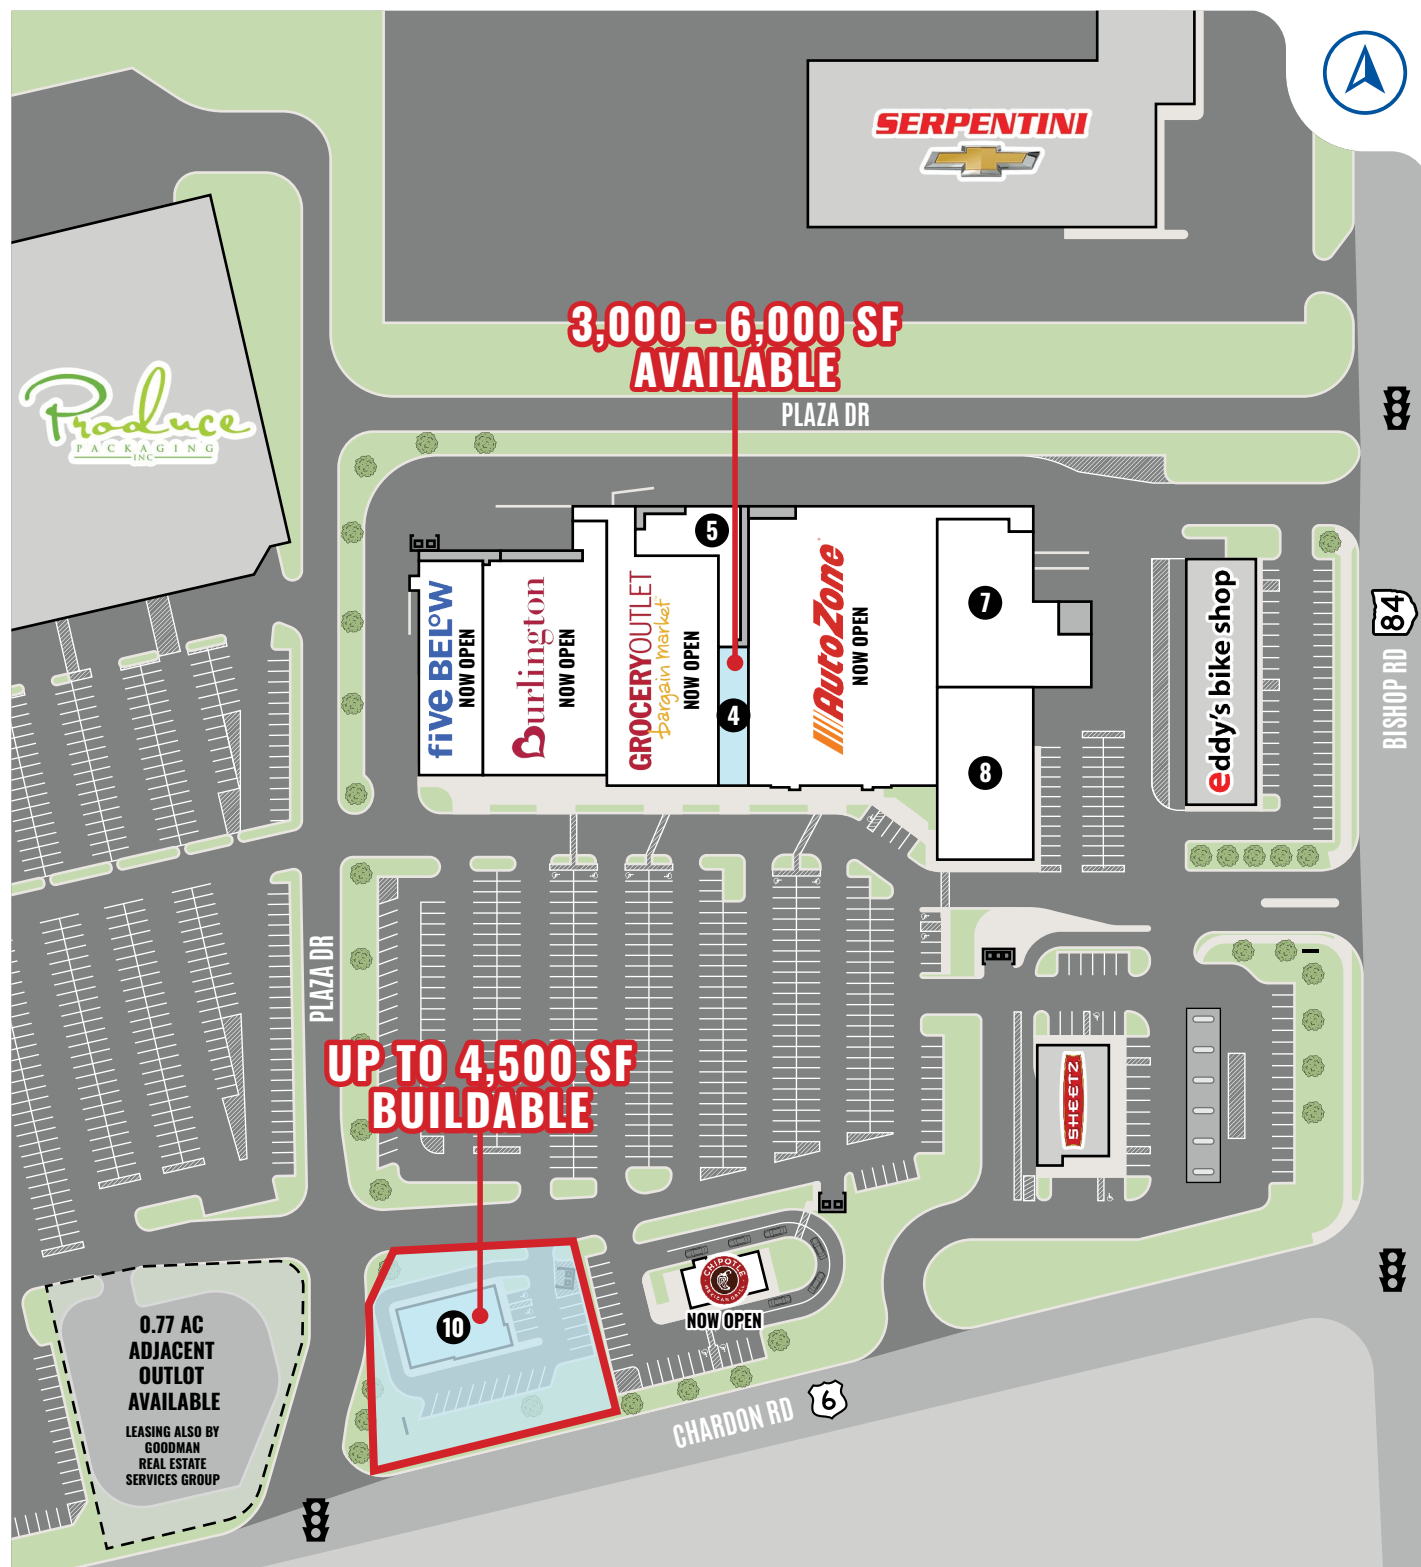 SERPENTINI
3,000 - 6,000 SF
AVAILABLE
PLAZA DR
Produce
PACKAGING
INC
5
five BELOW
NOW OPEN
Burlington
NOW OPEN
GROCERYOUTLET
bargain market
NOW OPEN
4
AutoZone
NOW OPEN
7
8
eddy's bike shop
84
BISHOP RD
PLAZA DR
UP TO 4,500 SF
BUILDABLE
SHEETZ
10
CHIPOTLE
MEXICAN GRILL
NOW OPEN
0.77 AC
ADJACENT
OUTLOT
AVAILABLE
LEASING ALSO BY
GOODMAN
REAL ESTATE
SERVICES GROUP
CHARDON RD
6